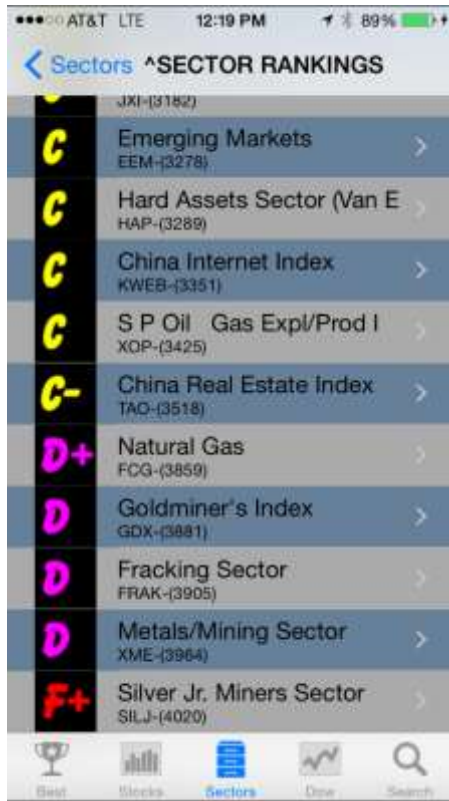 AT&T LTE 12:19 PM 89%
Sectors ^SECTOR RANKINGS
C
JXI-(3182)
C Emerging Markets
EEM-(3278)
C Hard Assets Sector (Van E
HAP-(3289)
C China Internet Index
KWEB-(3351)
C S P Oil Gas Expl/Prod I
XOP-(3425)
C- China Real Estate Index
TAO-(3518)
D+ Natural Gas
FCG-(3859)
D Goldminer's Index
GDX-(3881)
D Fracking Sector
FRAK-(3905)
D Metals/Mining Sector
XME-(3964)
F+ Silver Jr. Miners Sector
SILJ-(4020)
Best Stocks Sectors Dow Search